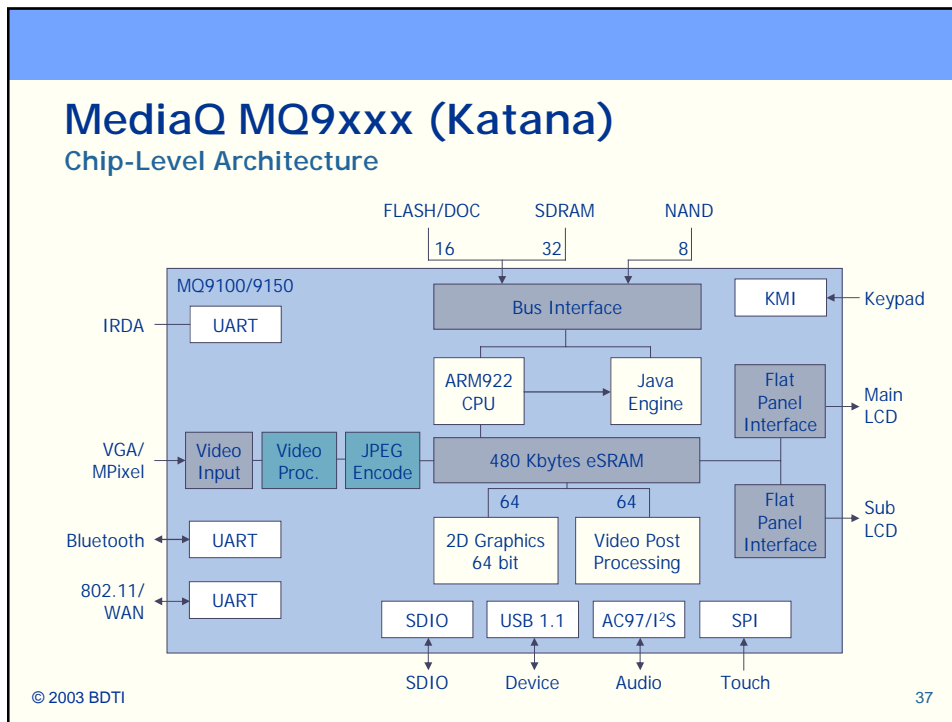 MediaQ MQ9xxx (Katana)
Chip-Level Architecture
FLASH/DOC SDRAM NAND
16 32 8
MQ9100/9150
Bus Interface
KMI
Keypad
IRDA
UART
ARM922
CPU
Java
Engine
Flat
Panel
Interface
Main
LCD
VGA/
MPixel
Video
Input
Video
Proc.
JPEG
Encode
480 Kbytes eSRAM
64 64
Flat
Panel
Interface
Sub
LCD
Bluetooth
UART
2D Graphics
64 bit
Video Post
Processing
802.11/
WAN
UART
SDIO USB 1.1 AC97/I²S SPI
SDIO Device Audio Touch
© 2003 BDTI
37